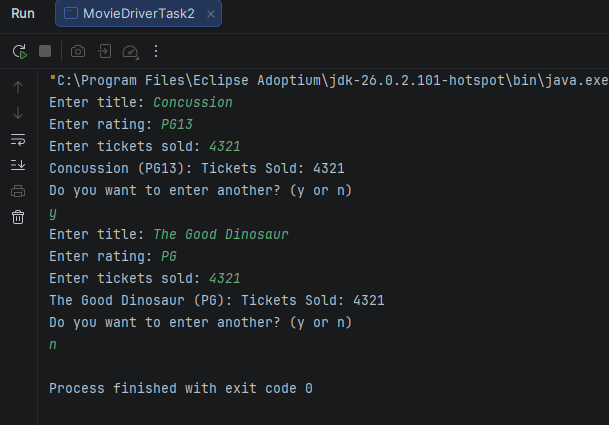 Run MovieDriverTask2
"C:\Program Files\Eclipse Adoptium\jdk-26.0.2.101-hotspot\bin\java.exe
Enter title: Concussion
Enter rating: PG13
Enter tickets sold: 4321
Concussion (PG13): Tickets Sold: 4321
Do you want to enter another? (y or n)
y
Enter title: The Good Dinosaur
Enter rating: PG
Enter tickets sold: 4321
The Good Dinosaur (PG): Tickets Sold: 4321
Do you want to enter another? (y or n)
n
Process finished with exit code 0